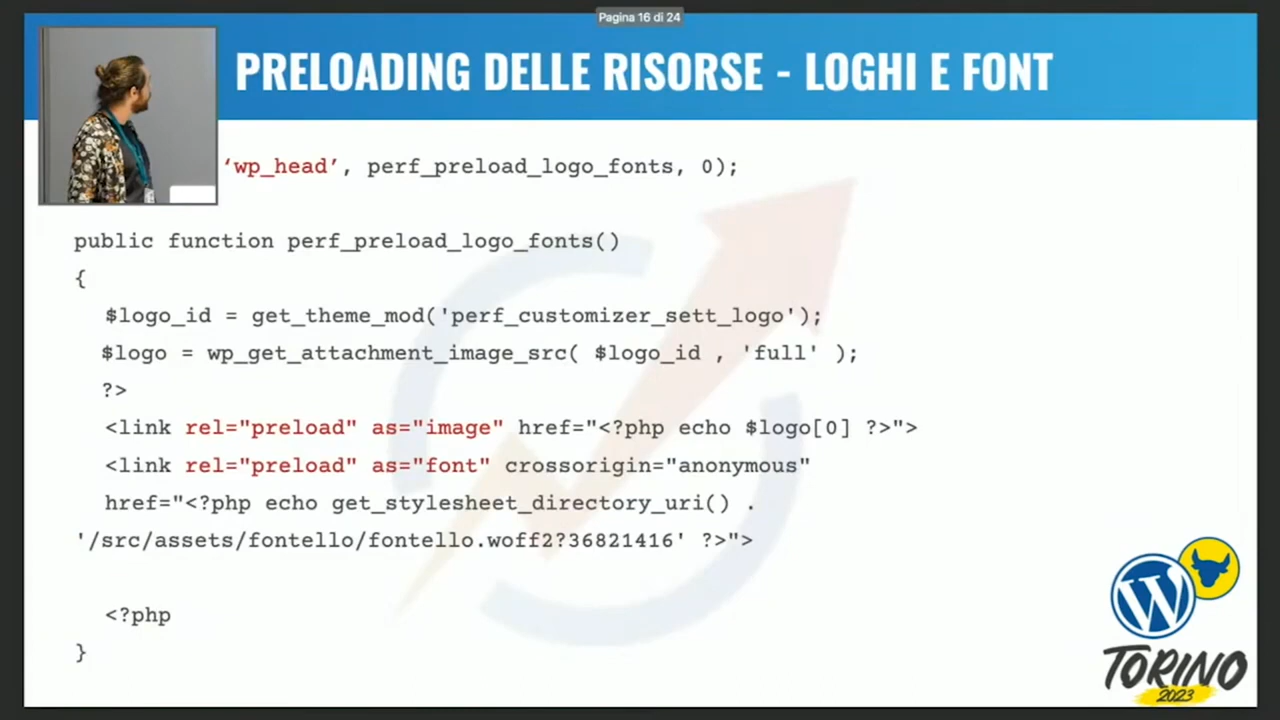 Pagina 16 di 24
PRELOADING DELLE RISORSE - LOGHI E FONT
‘wp_head’, perf_preload_logo_fonts, 0);
public function perf_preload_logo_fonts()
{
$logo_id = get_theme_mod('perf_customizer_sett_logo');
$logo = wp_get_attachment_image_src( $logo_id , 'full' );
?>
<link rel="preload" as="image" href="<?php echo $logo[0] ?>">
<link rel="preload" as="font" crossorigin="anonymous"
href="<?php echo get_stylesheet_directory_uri() .
'/src/assets/fontello/fontello.woff2?36821416' ?>">
<?php
}
W
TORINO
2023